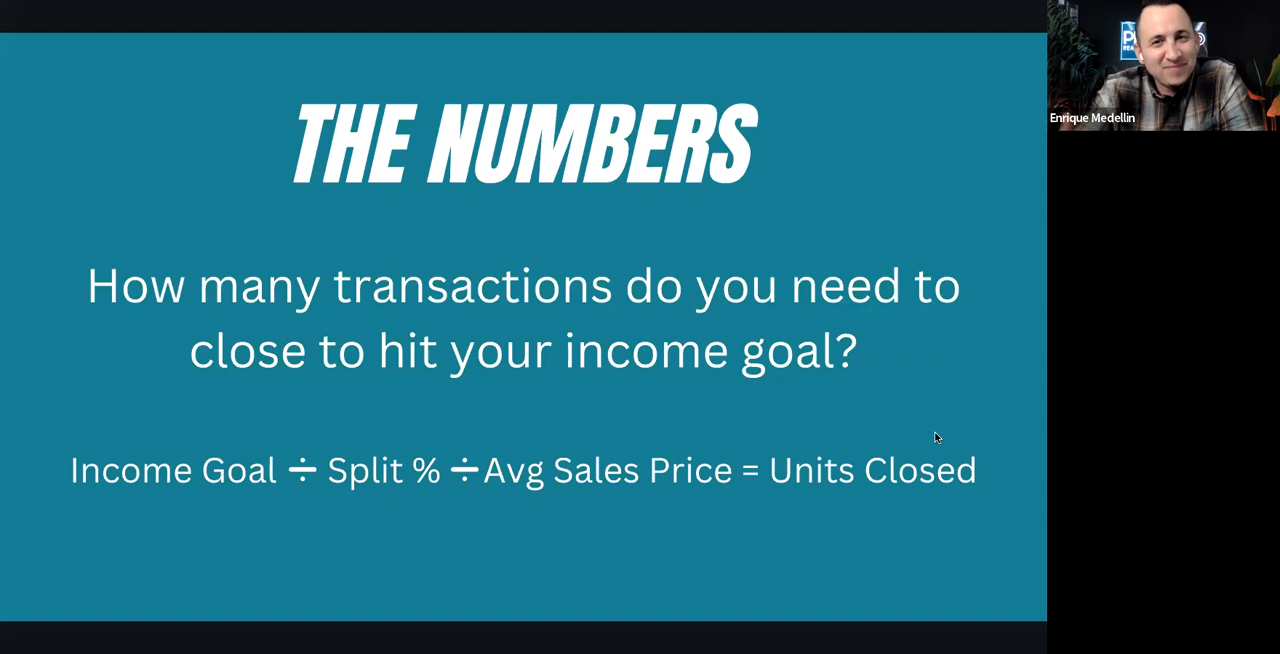 THE NUMBERS
How many transactions do you need to
close to hit your income goal?
Income Goal ÷ Split % ÷Avg Sales Price = Units Closed
Enrique Medellin